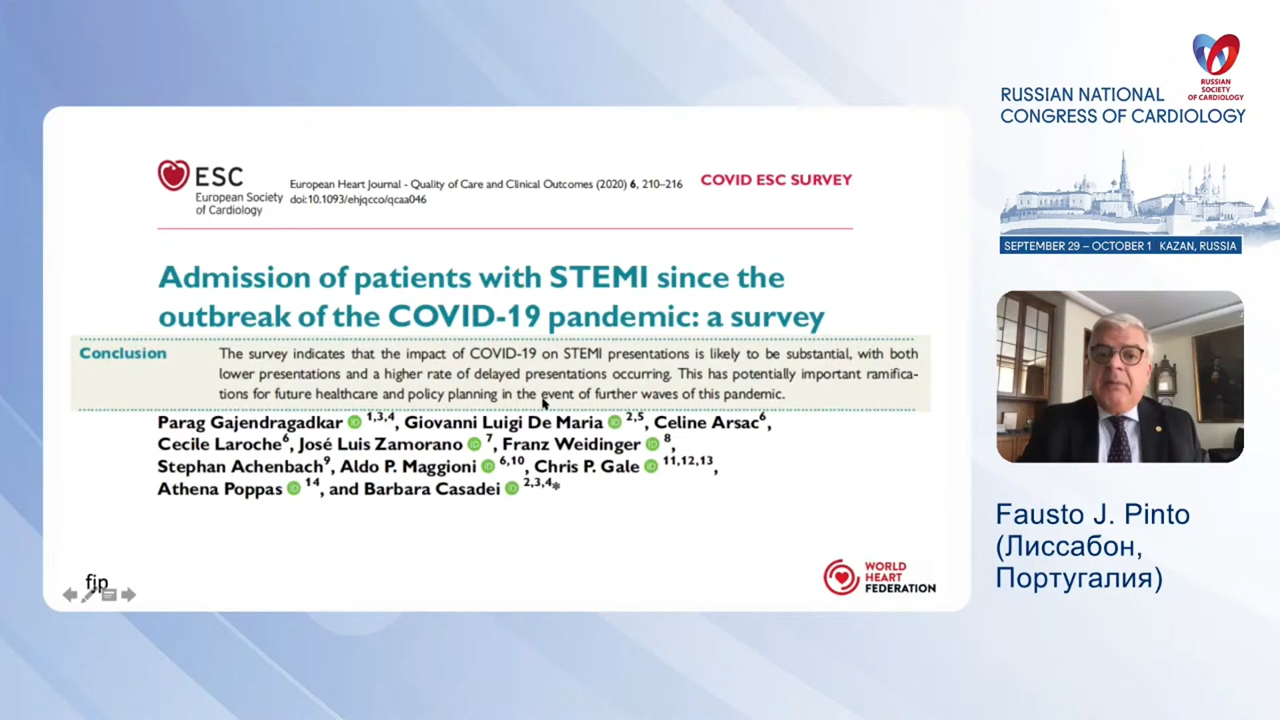 ESC
European Society
of Cardiology
European Heart Journal - Quality of Care and Clinical Outcomes (2020) 6, 210–216
doi:10.1093/ehjqcco/qcaa046
COVID ESC SURVEY
Admission of patients with STEMI since the
outbreak of the COVID-19 pandemic: a survey
Conclusion
The survey indicates that the impact of COVID-19 on STEMI presentations is likely to be substantial, with both
lower presentations and a higher rate of delayed presentations occurring. This has potentially important ramifica-
tions for future healthcare and policy planning in the event of further waves of this pandemic.
Parag Gajendragadkar iD 1,3,4, Giovanni Luigi De Maria iD 2,5, Celine Arsac6,
Cecile Laroche6, José Luis Zamorano iD 7, Franz Weidinger iD 8,
Stephan Achenbach9, Aldo P. Maggioni iD 6,10, Chris P. Gale iD 11,12,13,
Athena Poppas iD 14, and Barbara Casadei iD 2,3,4*
fjp
WORLD
HEART
FEDERATION
RUSSIAN
SOCIETY
OF CARDIOLOGY
RUSSIAN NATIONAL
CONGRESS OF CARDIOLOGY
SEPTEMBER 29 – OCTOBER 1 KAZAN, RUSSIA
Fausto J. Pinto
(Лиссабон,
Португалия)